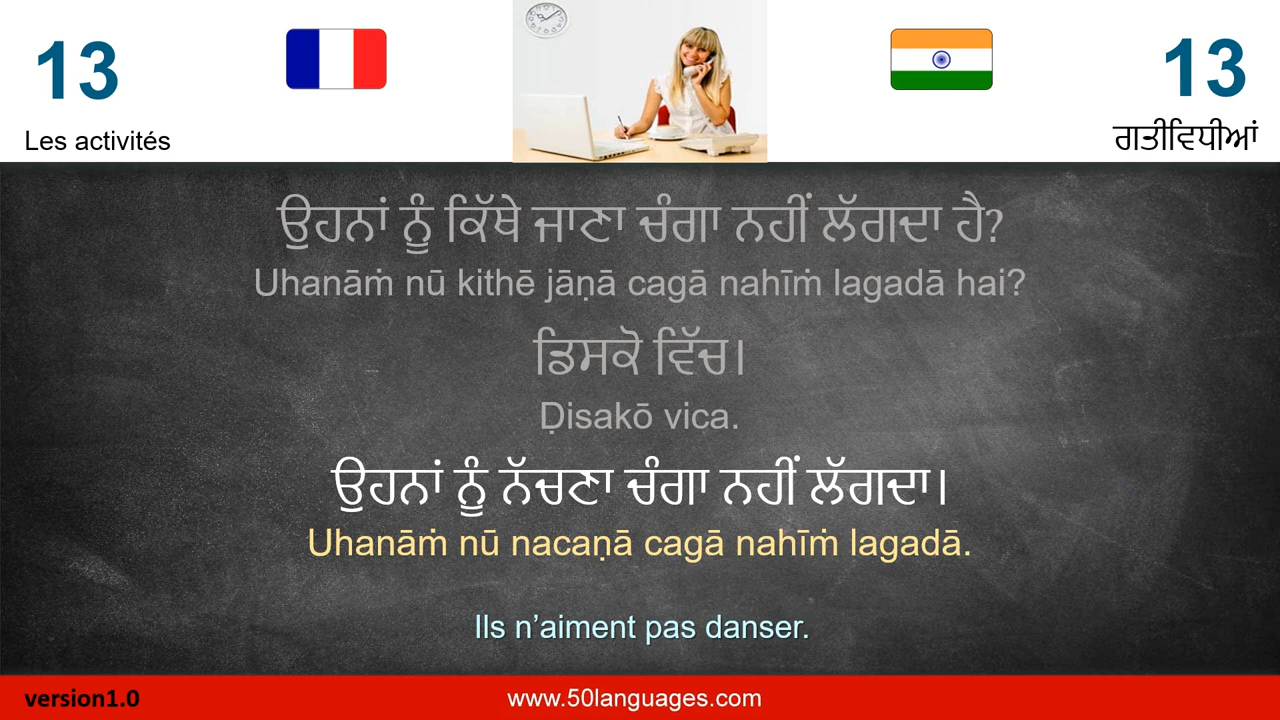 13
13
Les activités
ਗਤੀਵਿਧੀਆਂ
ਉਹਨਾਂ ਨੂੰ ਕਿੱਥੇ ਜਾਣਾ ਚੰਗਾ ਨਹੀਂ ਲੱਗਦਾ ਹੈ?
Uhanāṁ nū kithē jāṇā cagā nahīṁ lagadā hai?
ਡਿਸਕੋ ਵਿੱਚ।
Ḍisakō vica.
ਉਹਨਾਂ ਨੂੰ ਨੱਚਣਾ ਚੰਗਾ ਨਹੀਂ ਲੱਗਦਾ।
Uhanāṁ nū nacaṇā cagā nahīṁ lagadā.
Ils n’aiment pas danser.
version1.0
www.50languages.com